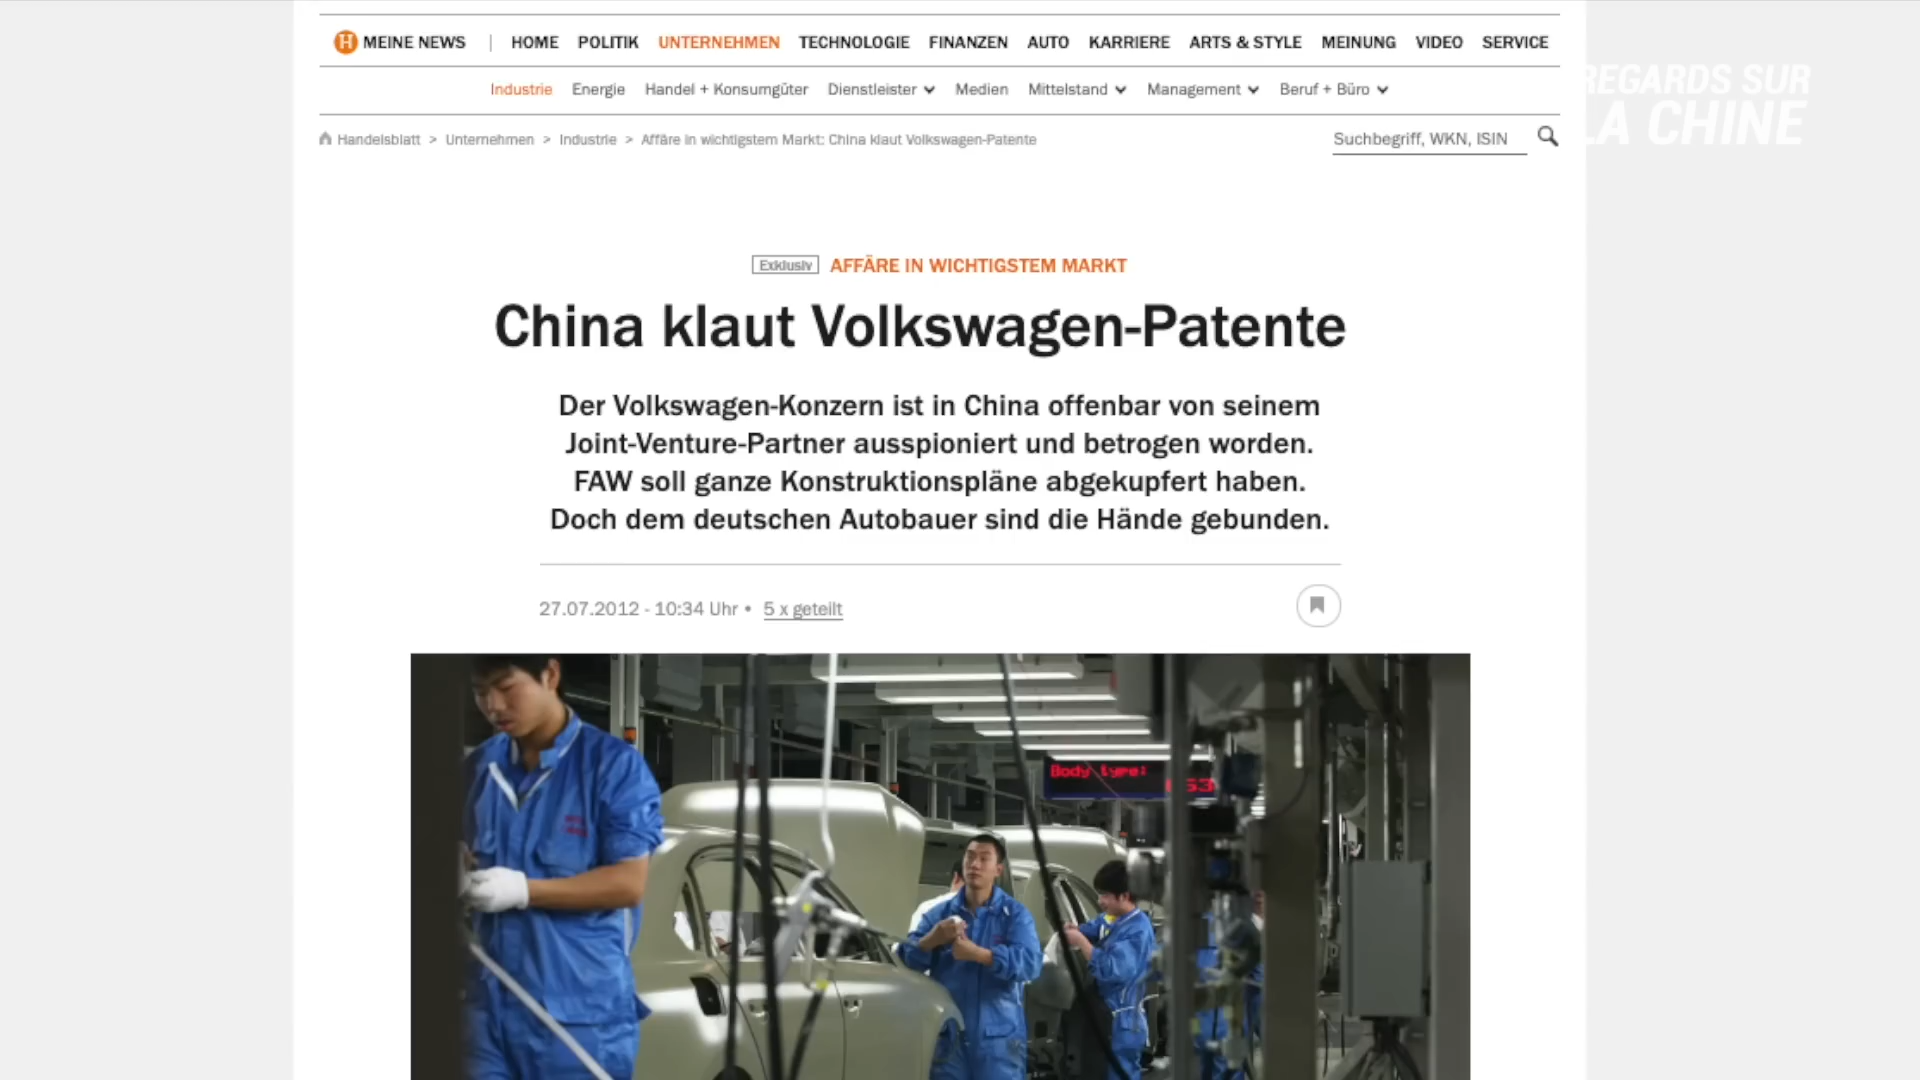 H MEINE NEWS | HOME POLITIK UNTERNEHMEN TECHNOLOGIE FINANZEN AUTO KARRIERE ARTS & STYLE MEINUNG VIDEO SERVICE
REGARDS SUR
LA CHINE
Industrie Energie Handel + Konsumgüter Dienstleister Medien Mittelstand Management Beruf + Büro
Handelsblatt > Unternehmen > Industrie > Affäre in wichtigstem Markt: China klaut Volkswagen-Patente
Suchbegriff, WKN, ISIN
Exklusiv AFFÄRE IN WICHTIGSTEM MARKT
China klaut Volkswagen-Patente
Der Volkswagen-Konzern ist in China offenbar von seinem
Joint-Venture-Partner ausspioniert und betrogen worden.
FAW soll ganze Konstruktionspläne abgekupfert haben.
Doch dem deutschen Autobauer sind die Hände gebunden.
27.07.2012 - 10:34 Uhr • 5 x geteilt
Body type:
53